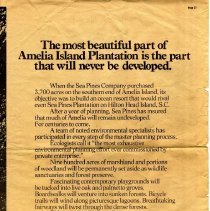 Page 27
The most beautiful part of
Amelia Island Plantation is the part
that will never be developed.
When the Sea Pines Company purchased
3,700 acres on the southern end of Amelia Island, its
objective was to build an ocean resort that would rival
even Sea Pines Plantation on Hilton Head Island, S.C.
After a year of planning, Sea Pines has insured
that much of Amelia will remain undeveloped.
For centuries to come.
A team of noted environmental specialists has
participated in every step of the master planning process.
Ecologists call it "the most exhaustive
environmental planning effort ever commissioned by
private enterprise."
Nine hundred acres of marshland and portions
of woodland will be permanently set aside as wildlife
sanctuaries and forest preserves.
Fascinating contemporary playgrounds will
be tucked into live oak and palmetto groves.
Boardwalks will venture into sunken forests. Bicycle
trails will wind along picturesque lagoons. Breathtaking
fairways will twist through the dense forests.